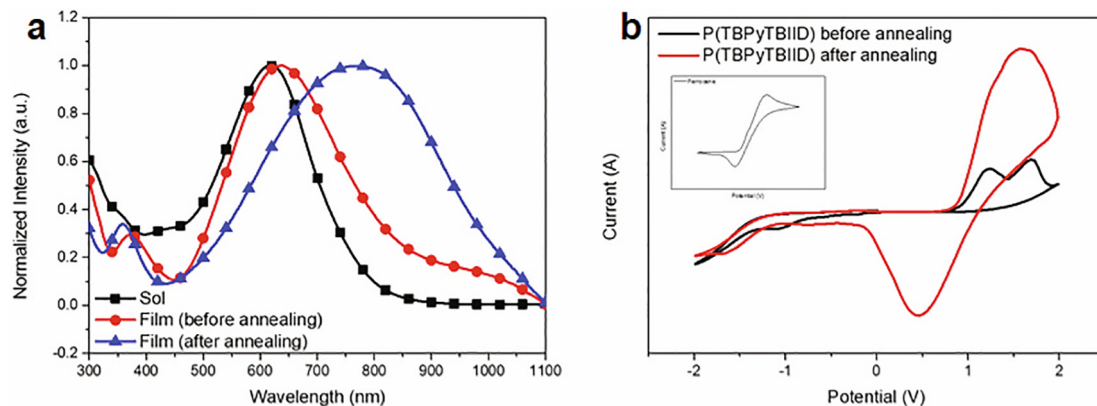 a
Normalized Intensity (a.u.)
1.0
0.8
0.6
0.4
0.2
0.0
-0.2
Sol
Film (before annealing)
Film (after annealing)
300 400 500 600 700 800 900 1000 1100
Wavelength (nm)
b
P(TBPyTBIID) before annealing
P(TBPyTBIID) after annealing
Ferrocene
Current (A)
Potential (V)
Current (A)
-2 -1 0 1 2
Potential (V)